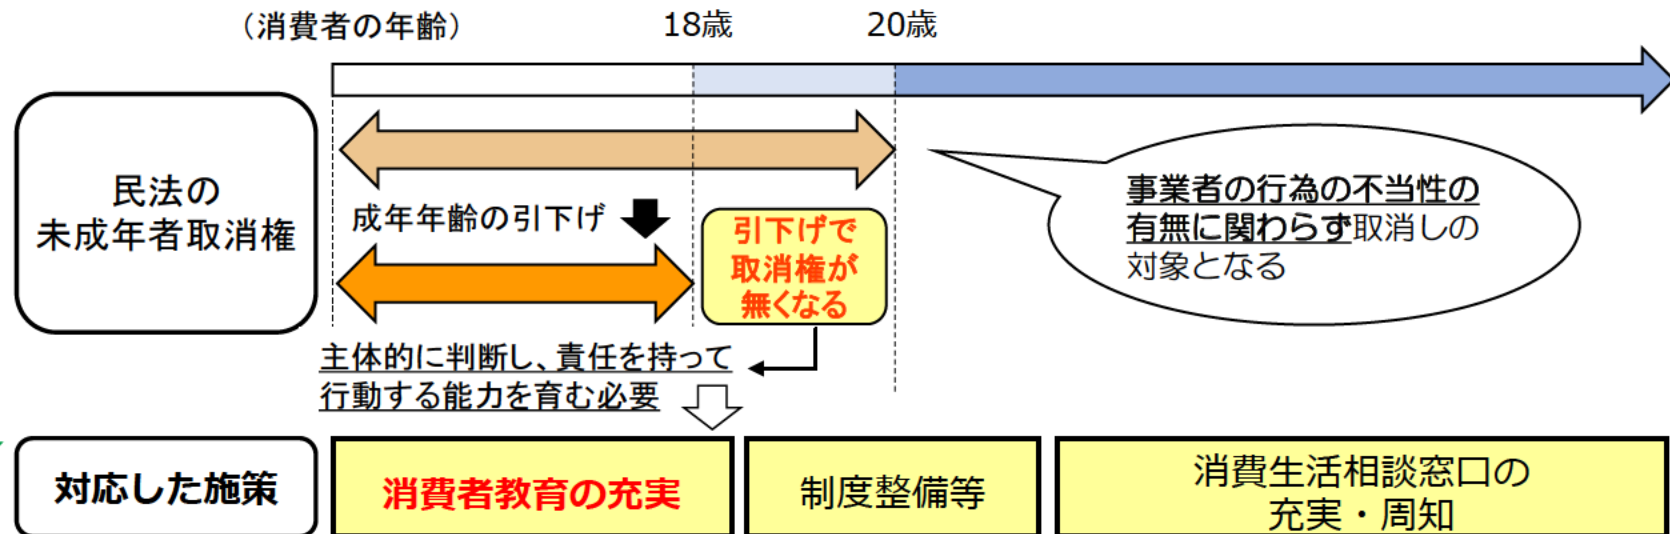 （消費者の年齢）
18歳
20歳
民法の
未成年者取消権
成年年齢の引下げ
引下げで
取消権が
無くなる
事業者の行為の不当性の
有無に関わらず取消しの
対象となる
主体的に判断し、責任を持って
行動する能力を育む必要
対応した施策
消費者教育の充実
制度整備等
消費生活相談窓口の
充実・周知